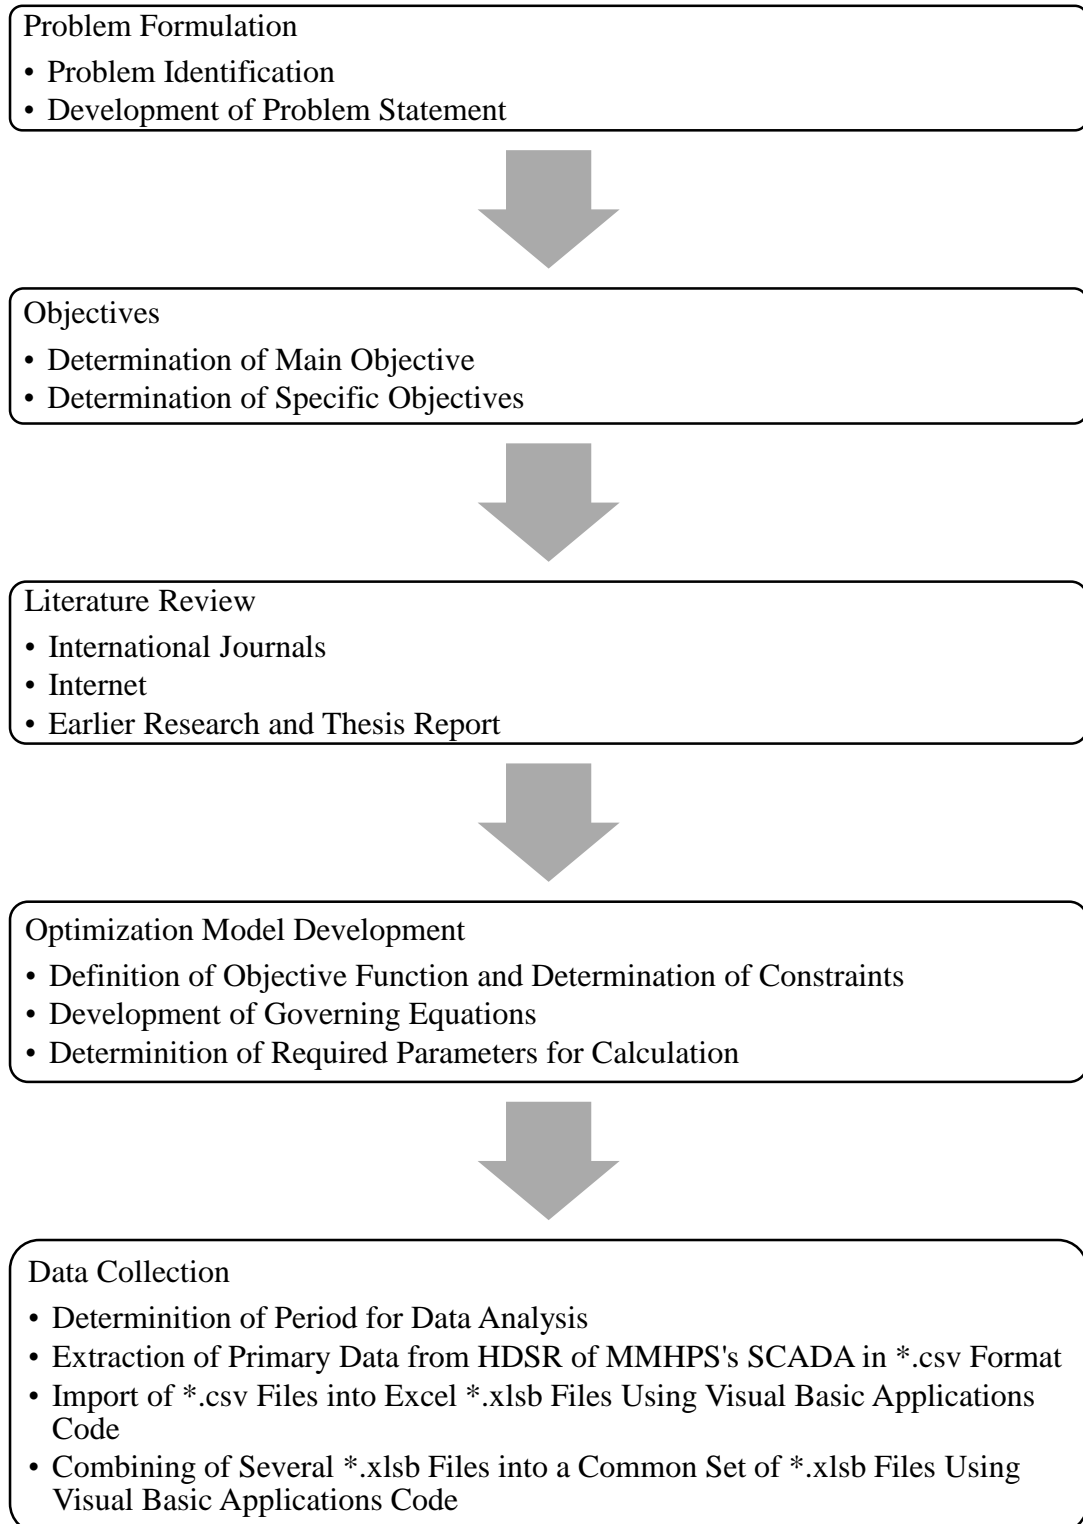 Problem Formulation
• Problem Identification
• Development of Problem Statement
Objectives
• Determination of Main Objective
• Determination of Specific Objectives
Literature Review
• International Journals
• Internet
• Earlier Research and Thesis Report
Optimization Model Development
• Definition of Objective Function and Determination of Constraints
• Development of Governing Equations
• Determinition of Required Parameters for Calculation
Data Collection
• Determinition of Period for Data Analysis
• Extraction of Primary Data from HDSR of MMHPS's SCADA in *.csv Format
• Import of *.csv Files into Excel *.xlsb Files Using Visual Basic Applications
Code
• Combining of Several *.xlsb Files into a Common Set of *.xlsb Files Using
Visual Basic Applications Code